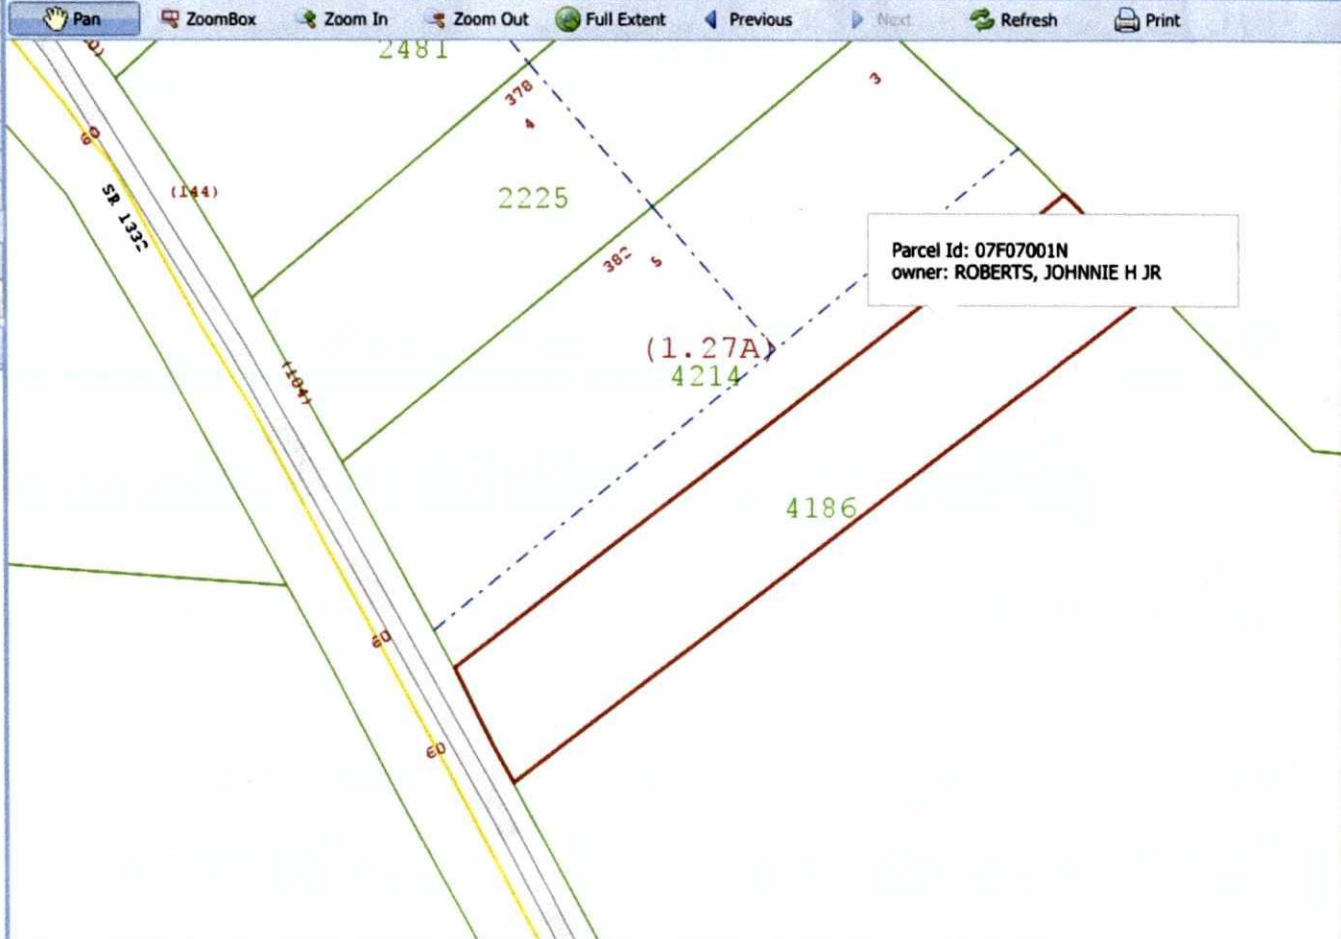 Pan ZoomBox Zoom In Zoom Out Full Extent Previous Next Refresh Print
2481
3
378
4
60
(144)
2225
SR 1332
382 5
Parcel Id: 07F07001N
owner: ROBERTS, JOHNNIE H JR
(1.27A)
4214
(104)
4186
60
60